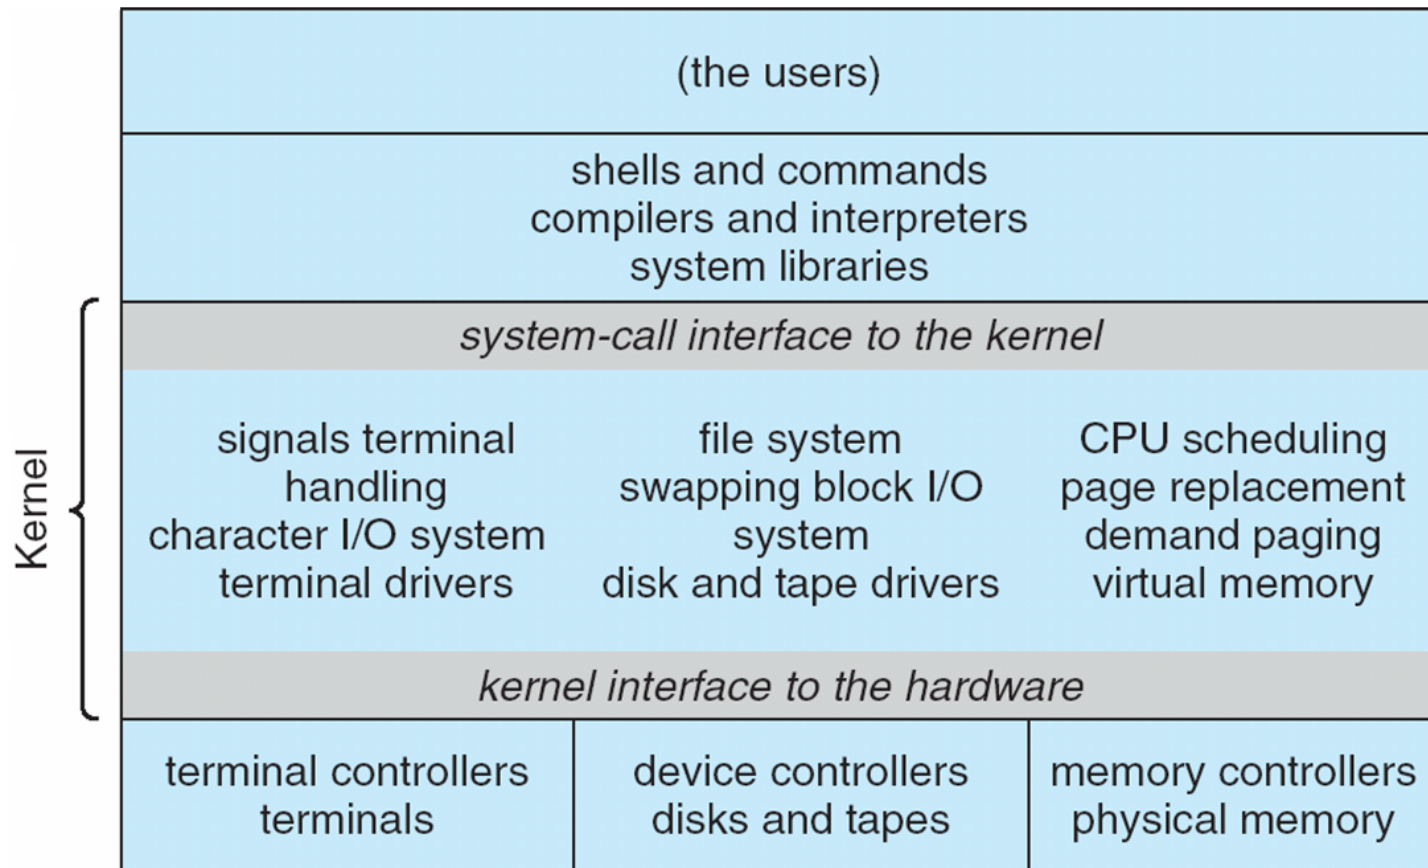 (the users)
shells and commands
compilers and interpreters
system libraries
Kernel
system-call interface to the kernel
signals terminal
handling
character I/O system
terminal drivers
file system
swapping block I/O
system
disk and tape drivers
CPU scheduling
page replacement
demand paging
virtual memory
kernel interface to the hardware
terminal controllers
terminals
device controllers
disks and tapes
memory controllers
physical memory